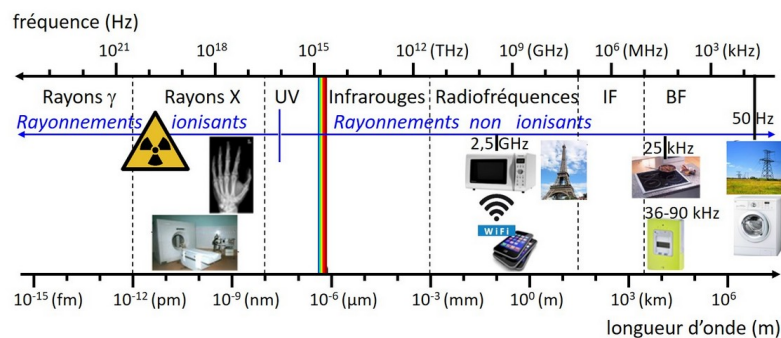 fréquence (Hz)
10²¹ 10¹⁸ 10¹⁵ 10¹² (THz) 10⁹ (GHz) 10⁶ (MHz) 10³ (kHz)
Rayons γ Rayons X UV Infrarouges Radiofréquences IF BF
Rayonnements ionisants Rayonnements non ionisants 50 Hz
2,5 GHz 25 kHz
36-90 kHz
WiFi
10⁻¹⁵ (fm) 10⁻¹² (pm) 10⁻⁹ (nm) 10⁻⁶ (µm) 10⁻³ (mm) 10⁰ (m) 10³ (km) 10⁶
longueur d’onde (m)